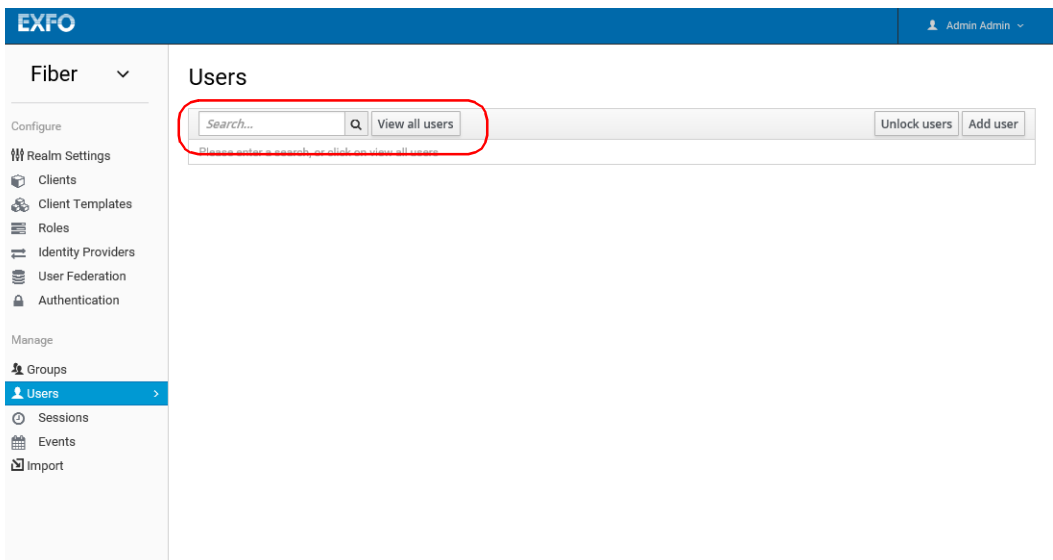 EXFO
Admin Admin
Fiber
Users
Search...
View all users
Unlock users
Add user
Please enter a search, or click on view all users
Configure
Realm Settings
Clients
Client Templates
Roles
Identity Providers
User Federation
Authentication
Manage
Groups
Users
Sessions
Events
Import